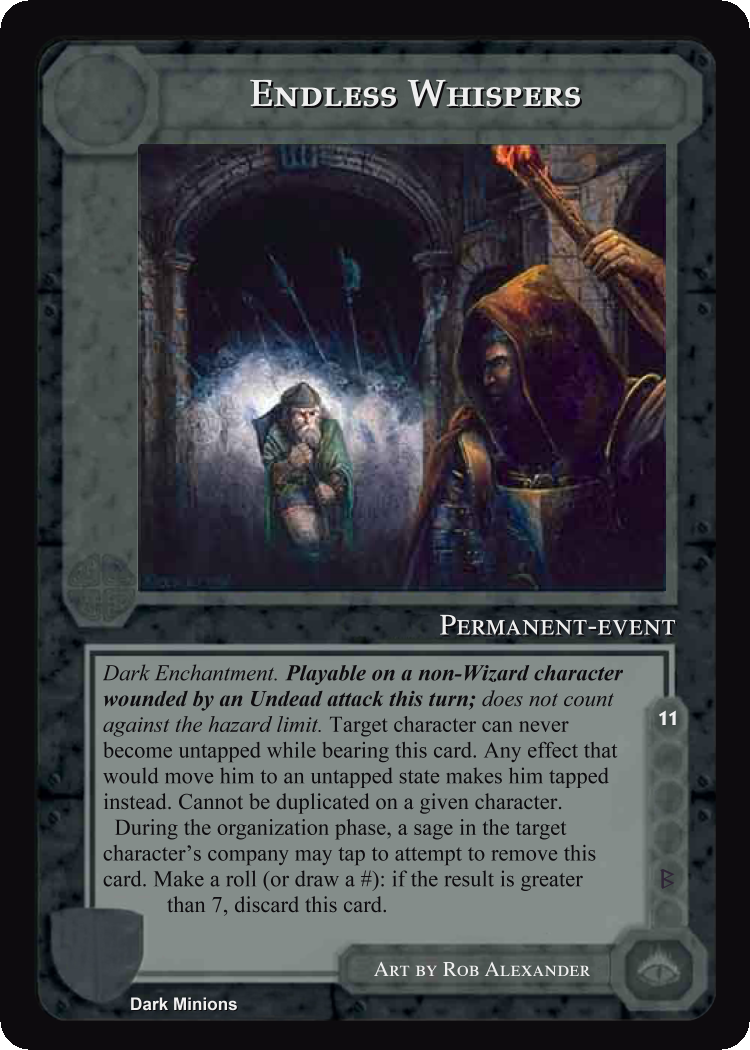 Endless Whispers
Permanent-event
Dark Enchantment. Playable on a non-Wizard character
wounded by an Undead attack this turn; does not count
against the hazard limit. Target character can never
become untapped while bearing this card. Any effect that
would move him to an untapped state makes him tapped
instead. Cannot be duplicated on a given character.
During the organization phase, a sage in the target
character’s company may tap to attempt to remove this
card. Make a roll (or draw a #): if the result is greater
than 7, discard this card.
11
Art by Rob Alexander
Dark Minions